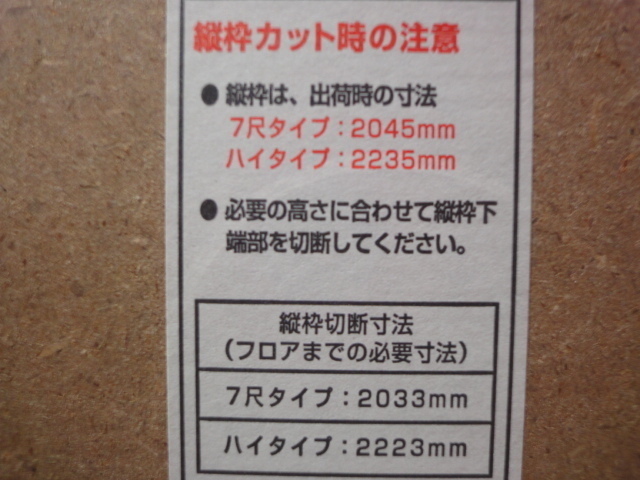 縦枠カット時の注意
● 縦枠は、出荷時の寸法
7尺タイプ：2045mm
ハイタイプ：2235mm
● 必要の高さに合わせて縦枠下
端部を切断してください。
縦枠切断寸法
（フロアまでの必要寸法）
7尺タイプ：2033mm
ハイタイプ：2223mm